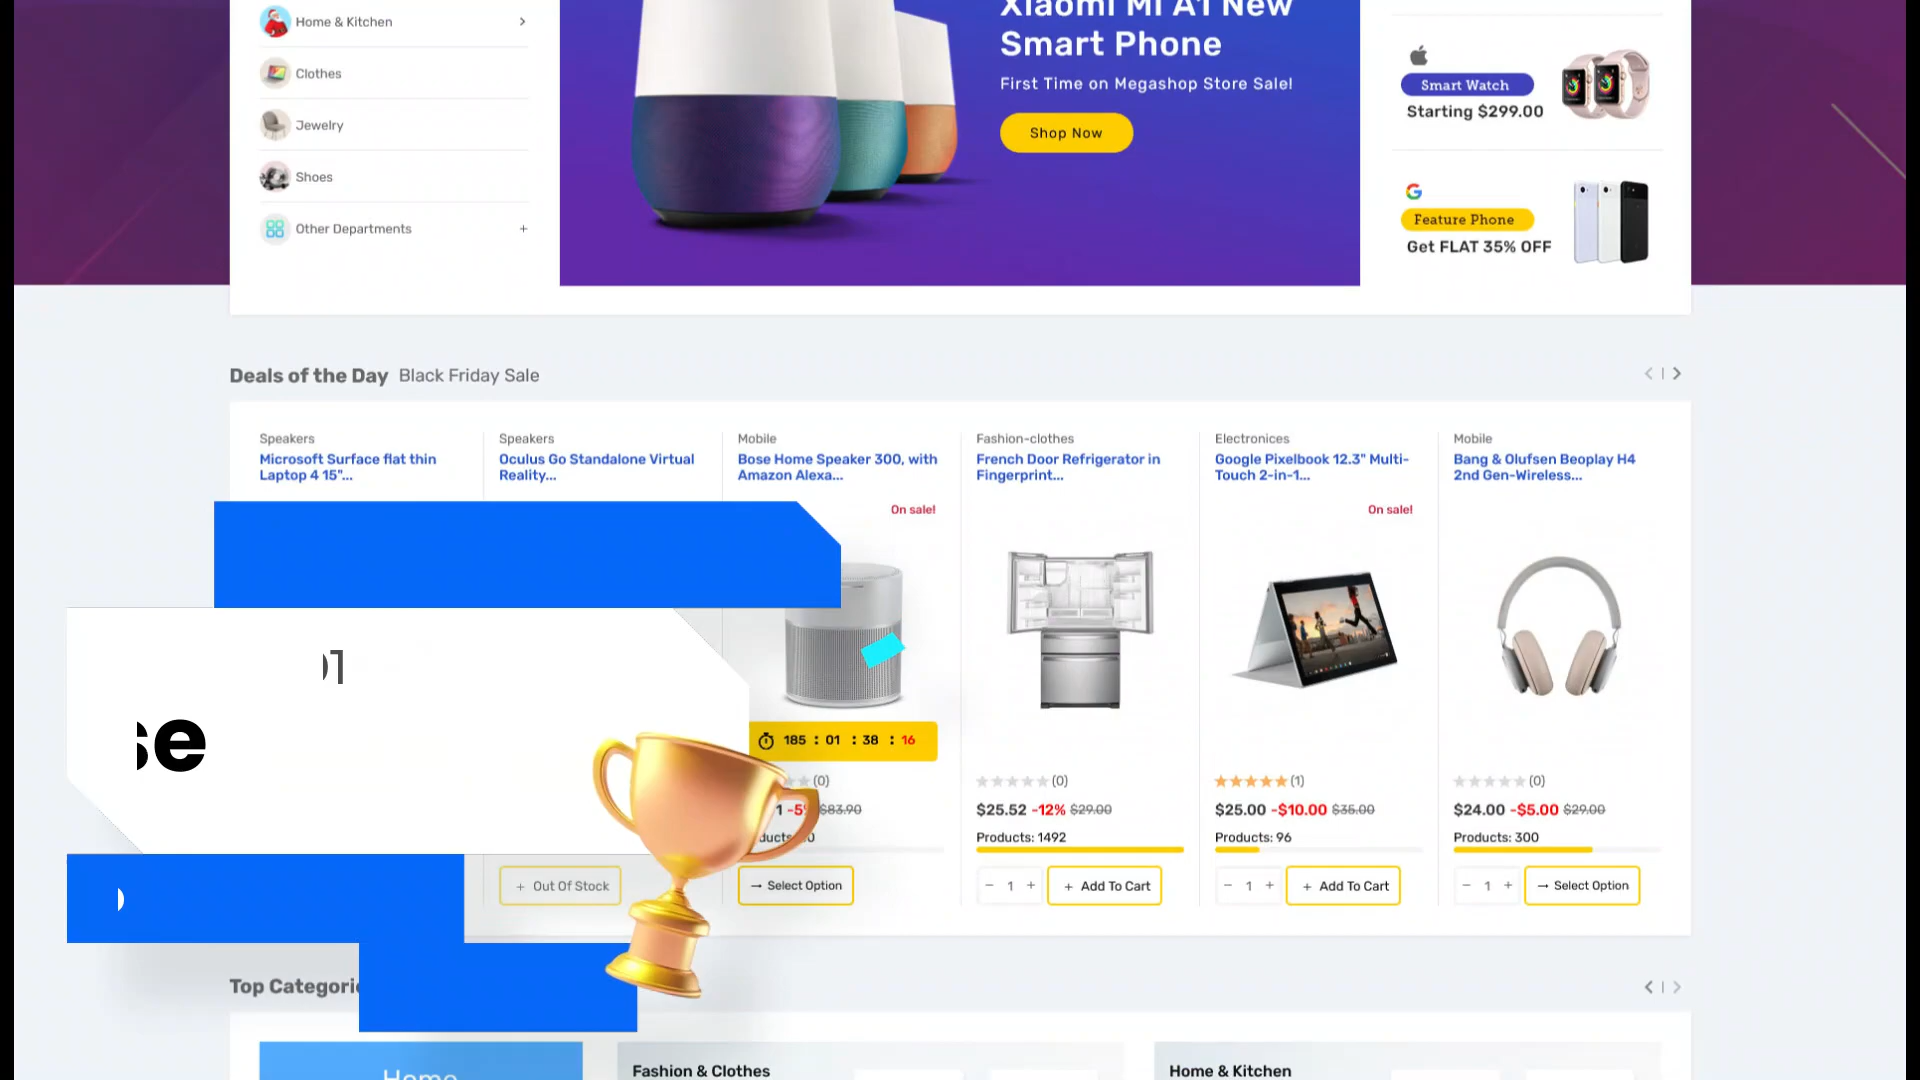 Home & Kitchen
Clothes
Jewelry
Shoes
Other Departments
+
Xiaomi Mi A1 New
Smart Phone
First Time on Megashop Store Sale!
Shop Now
Smart Watch
Starting $299.00
Feature Phone
Get FLAT 35% OFF
Deals of the Day Black Friday Sale
Speakers
Microsoft Surface flat thin
Laptop 4 15"...
Speakers
Oculus Go Standalone Virtual
Reality...
+ Out Of Stock
Mobile
Bose Home Speaker 300, with
Amazon Alexa...
On sale!
185 : 01 : 38 : 16
(0)
$83.90
→ Select Option
Fashion-clothes
French Door Refrigerator in
Fingerprint...
(0)
$25.52 -12% $29.00
Products: 1492
− 1 + + Add To Cart
Electronices
Google Pixelbook 12.3" Multi-
Touch 2-in-1...
On sale!
(1)
$25.00 -$10.00 $35.00
Products: 96
− 1 + + Add To Cart
Mobile
Bang & Olufsen Beoplay H4
2nd Gen-Wireless...
(0)
$24.00 -$5.00 $29.00
Products: 300
− 1 + → Select Option
Top Categorie
Home
Fashion & Clothes
Home & Kitchen